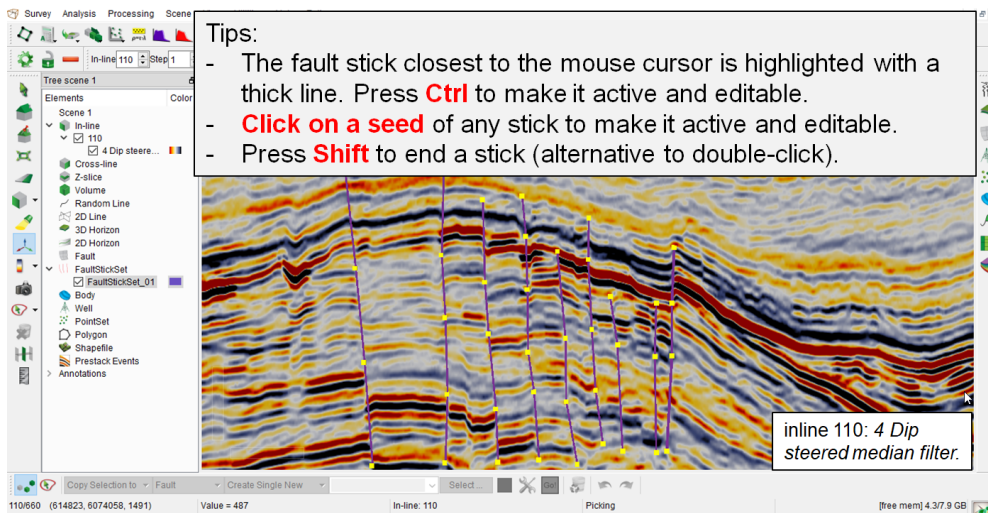 Survey Analysis Processing Scene
Tips:
- The fault stick closest to the mouse cursor is highlighted with a
thick line. Press Ctrl to make it active and editable.
- Click on a seed of any stick to make it active and editable.
- Press Shift to end a stick (alternative to double-click).
In-line 110 Step 1
Tree scene 1
Elements Color
Scene 1
In-line
110
4 Dip steere...
Cross-line
Z-slice
Volume
Random Line
2D Line
3D Horizon
2D Horizon
Fault
FaultStickSet
FaultStickSet_01
Body
Well
PointSet
Polygon
Shapefile
Prestack Events
Annotations
inline 110: 4 Dip
steered median filter.
Copy Selection to Fault Create Single New Select... Go!
110/660 (614823, 6074058, 1491) Value = 487 In-line: 110 Picking [free mem] 4.3/7.9 GB